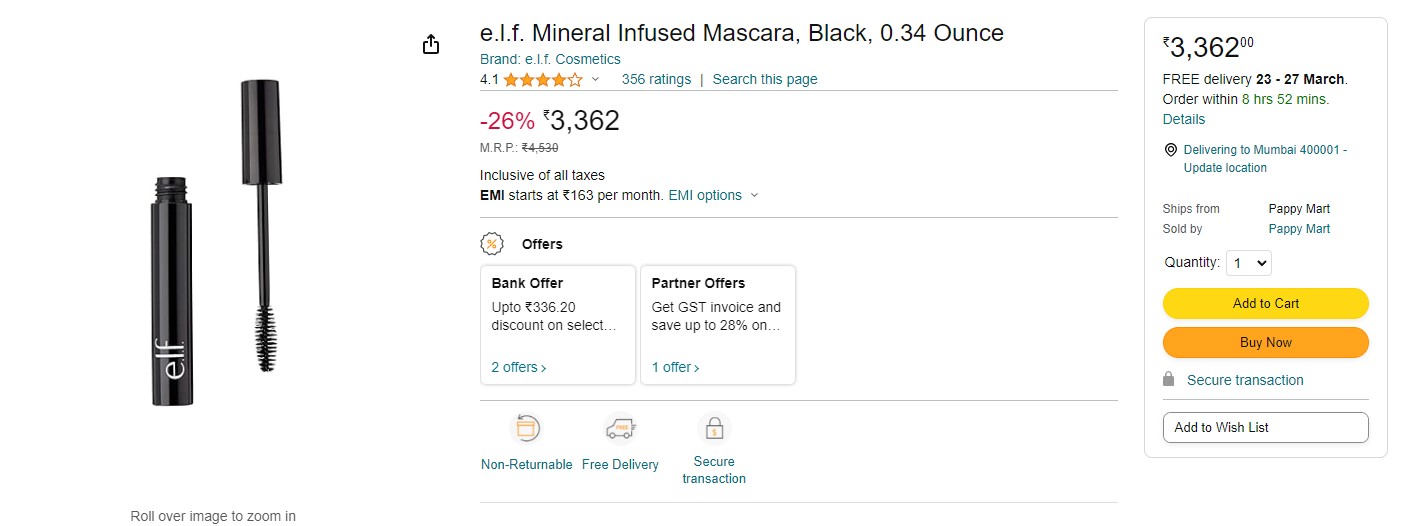 e.l.f. Mineral Infused Mascara, Black, 0.34 Ounce
Brand: e.l.f. Cosmetics
4.1
356 ratings | Search this page
-26% ₹3,362
M.R.P.: ₹4,530
Inclusive of all taxes
EMI starts at ₹163 per month. EMI options
Offers
Bank Offer
Upto ₹336.20
discount on select...
2 offers ›
Partner Offers
Get GST invoice and
save up to 28% on...
1 offer ›
Non-Returnable
Free Delivery
FREE
Secure
transaction
e.l.f.
Roll over image to zoom in
₹3,36200
FREE delivery 23 - 27 March.
Order within 8 hrs 52 mins.
Details
Delivering to Mumbai 400001 -
Update location
Ships from Pappy Mart
Sold by Pappy Mart
Quantity: 1
Add to Cart
Buy Now
Secure transaction
Add to Wish List